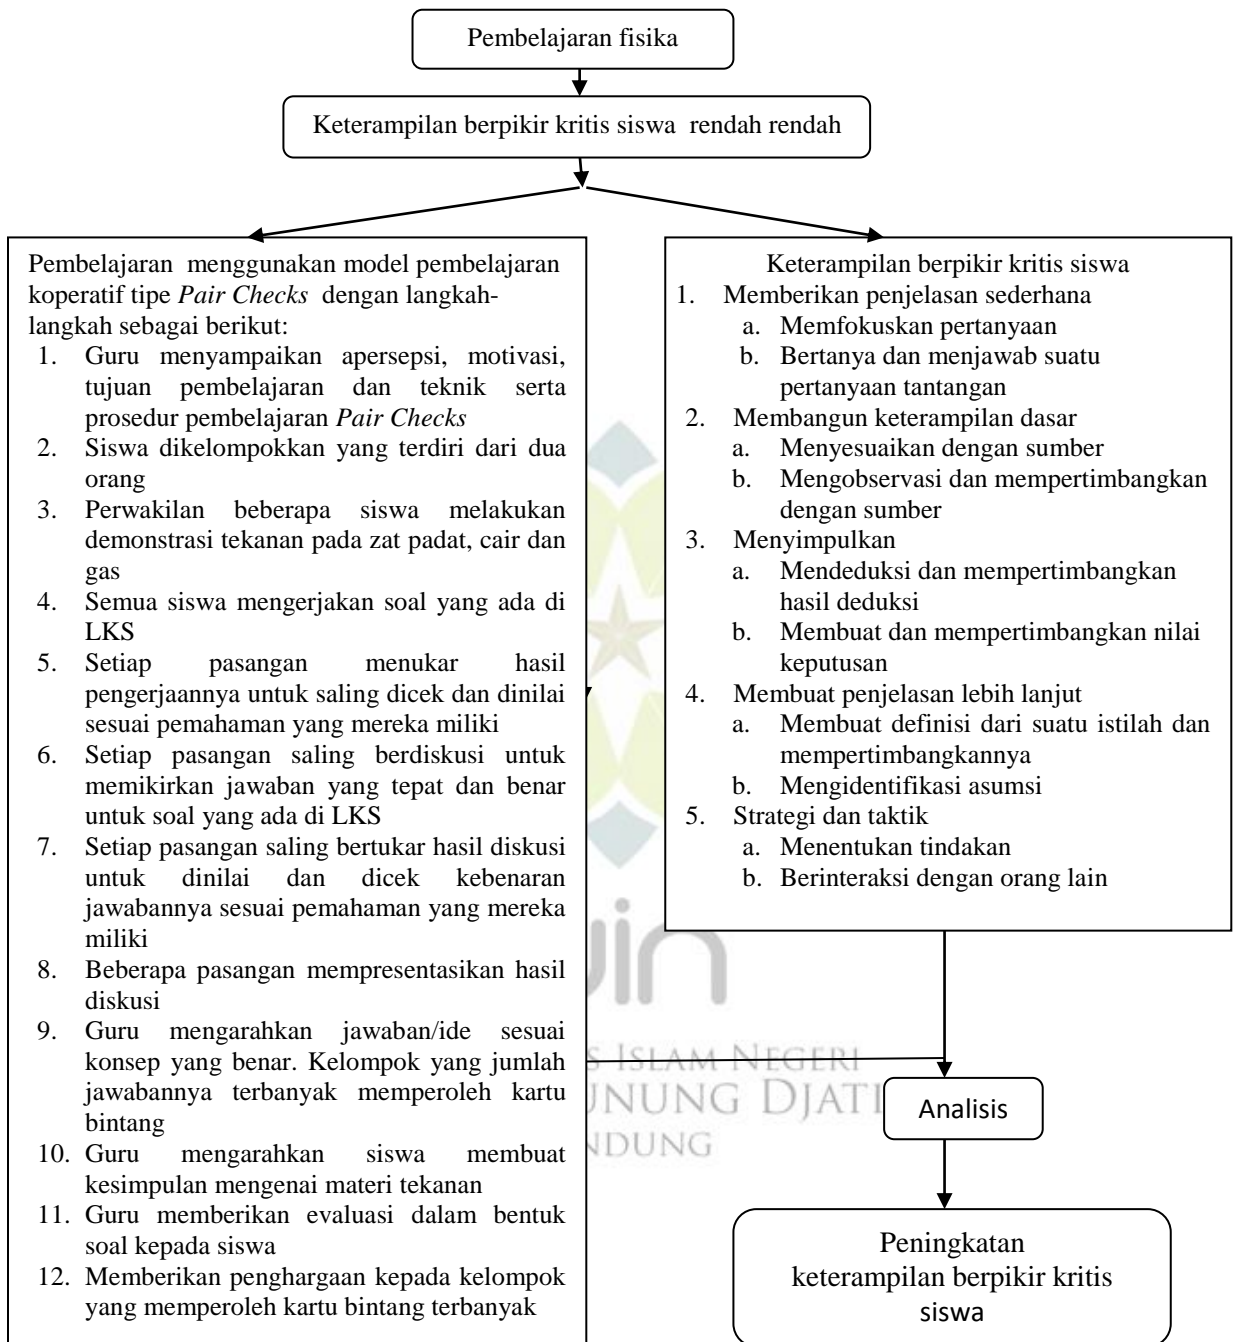 Pembelajaran fisika
Keterampilan berpikir kritis siswa  rendah rendah
Pembelajaran  menggunakan model pembelajaran
koperatif tipe Pair Checks  dengan langkah-
langkah sebagai berikut:
1. Guru menyampaikan apersepsi, motivasi,
tujuan pembelajaran dan teknik serta
prosedur pembelajaran Pair Checks
2. Siswa dikelompokkan yang terdiri dari dua
orang
3. Perwakilan beberapa siswa melakukan
demonstrasi tekanan pada zat padat, cair dan
gas
4. Semua siswa mengerjakan soal yang ada di
LKS
5. Setiap pasangan menukar hasil
pengerjaannya untuk saling dicek dan dinilai
sesuai pemahaman yang mereka miliki
6. Setiap pasangan saling berdiskusi untuk
memikirkan jawaban yang tepat dan benar
untuk soal yang ada di LKS
7. Setiap pasangan saling bertukar hasil diskusi
untuk dinilai dan dicek kebenaran
jawabannya sesuai pemahaman yang mereka
miliki
8. Beberapa pasangan mempresentasikan hasil
diskusi
9. Guru mengarahkan jawaban/ide sesuai
konsep yang benar. Kelompok yang jumlah
jawabannya terbanyak memperoleh kartu
bintang
10. Guru mengarahkan siswa membuat
kesimpulan mengenai materi tekanan
11. Guru memberikan evaluasi dalam bentuk
soal kepada siswa
12. Memberikan penghargaan kepada kelompok
yang memperoleh kartu bintang terbanyak
Keterampilan berpikir kritis siswa
1. Memberikan penjelasan sederhana
a. Memfokuskan pertanyaan
b. Bertanya dan menjawab suatu
pertanyaan tantangan
2. Membangun keterampilan dasar
a. Menyesuaikan dengan sumber
b. Mengobservasi dan mempertimbangkan
dengan sumber
3. Menyimpulkan
a. Mendeduksi dan mempertimbangkan
hasil deduksi
b. Membuat dan mempertimbangkan nilai
keputusan
4. Membuat penjelasan lebih lanjut
a. Membuat definisi dari suatu istilah dan
mempertimbangkannya
b. Mengidentifikasi asumsi
5. Strategi dan taktik
a. Menentukan tindakan
b. Berinteraksi dengan orang lain
S ISLAM NEGERI
UNUNG DJATI
NDUNG
Analisis
Peningkatan
keterampilan berpikir kritis
siswa